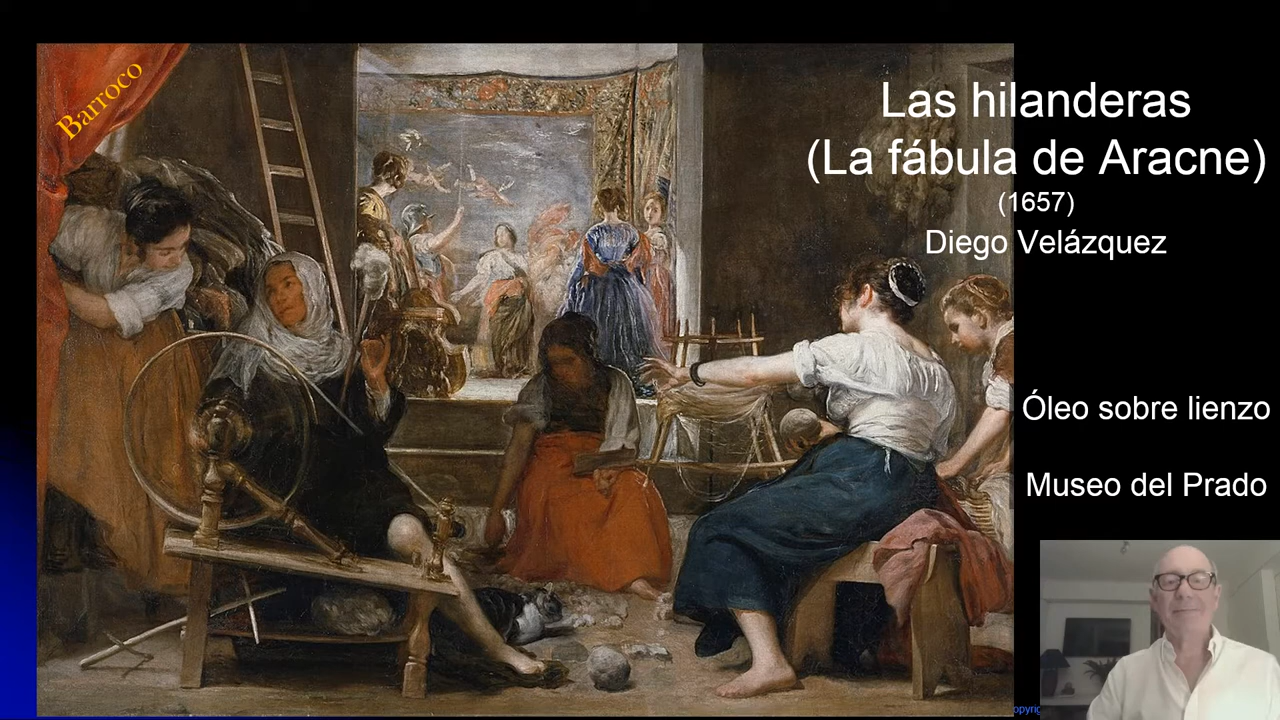 Barroco
Las hilanderas
(La fábula de Aracne)
(1657)
Diego Velázquez
Óleo sobre lienzo
Museo del Prado